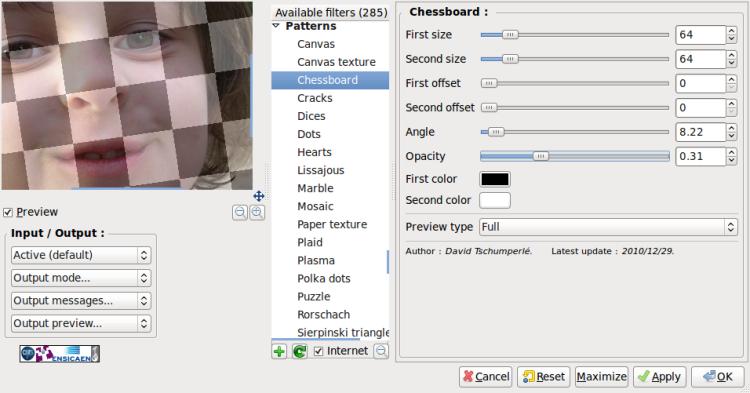 Available filters (285)
Patterns
Canvas
Canvas texture
Chessboard
Cracks
Dices
Dots
Hearts
Lissajous
Marble
Mosaic
Paper texture
Plaid
Plasma
Polka dots
Puzzle
Rorschach
Sierpinski triangle
Internet
Preview
Input / Output :
Active (default)
Output mode...
Output messages...
Output preview...
ENSICAEN
Chessboard :
First size 64
Second size 64
First offset 0
Second offset 0
Angle 8.22
Opacity 0.31
First color
Second color
Preview type Full
Author : David Tschumperlé. Latest update : 2010/12/29.
Cancel Reset Maximize Apply OK